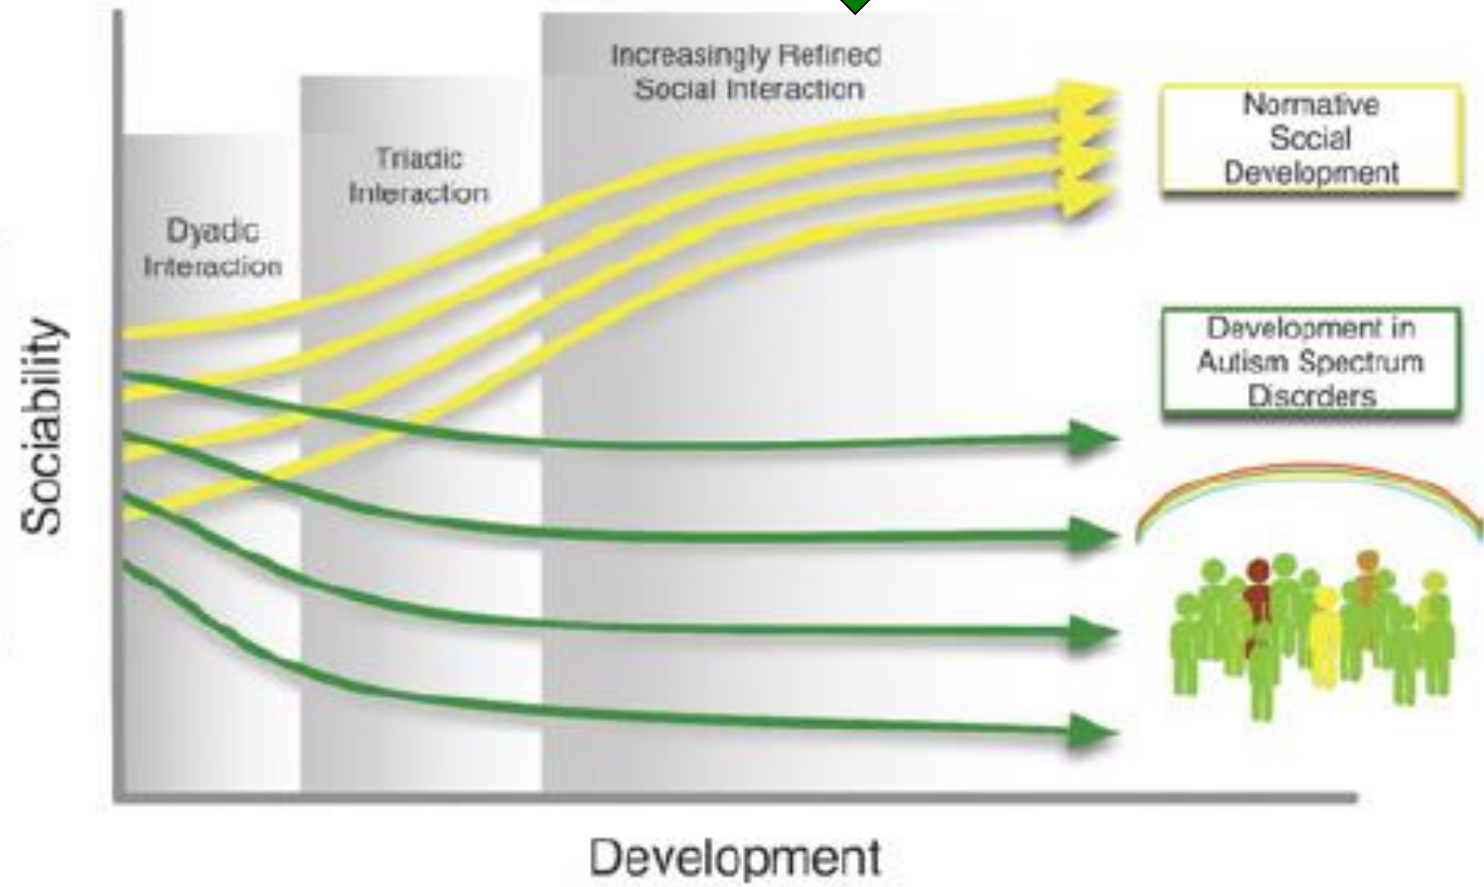 Increasingly Refined
Social Interaction
Triadic
Interaction
Dyadic
Interaction
Normative
Social
Development
Development in
Autism Spectrum
Disorders
Sociability
Development